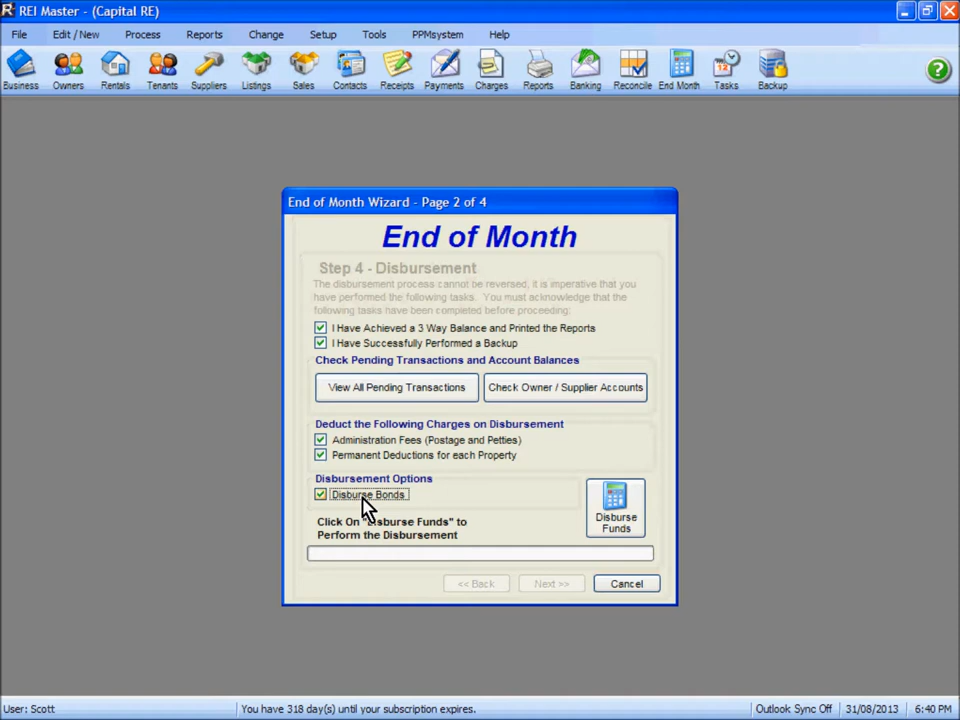 REI Master - (Capital RE)
File Edit / New Process Reports Change Setup Tools PPMsystem Help
Business Owners Rentals Tenants Suppliers Listings Sales Contacts Receipts Payments Charges Reports Banking Reconcile End Month Tasks Backup
End of Month Wizard - Page 2 of 4
End of Month
Step 4 - Disbursement
The disbursement process cannot be reversed, it is imperative that you
have performed the following tasks. You must acknowledge that the
following tasks have been completed before proceeding:
I Have Achieved a 3 Way Balance and Printed the Reports
I Have Successfully Performed a Backup
Check Pending Transactions and Account Balances
View All Pending Transactions Check Owner / Supplier Accounts
Deduct the Following Charges on Disbursement
Administration Fees (Postage and Petties)
Permanent Deductions for each Property
Disbursement Options
Disburse Bonds
Disburse
Funds
Click On "Disburse Funds" to
Perform the Disbursement
<< Back Next >> Cancel
User: Scott You have 318 day(s) until your subscription expires. Outlook Sync Off 31/08/2013 6:40 PM